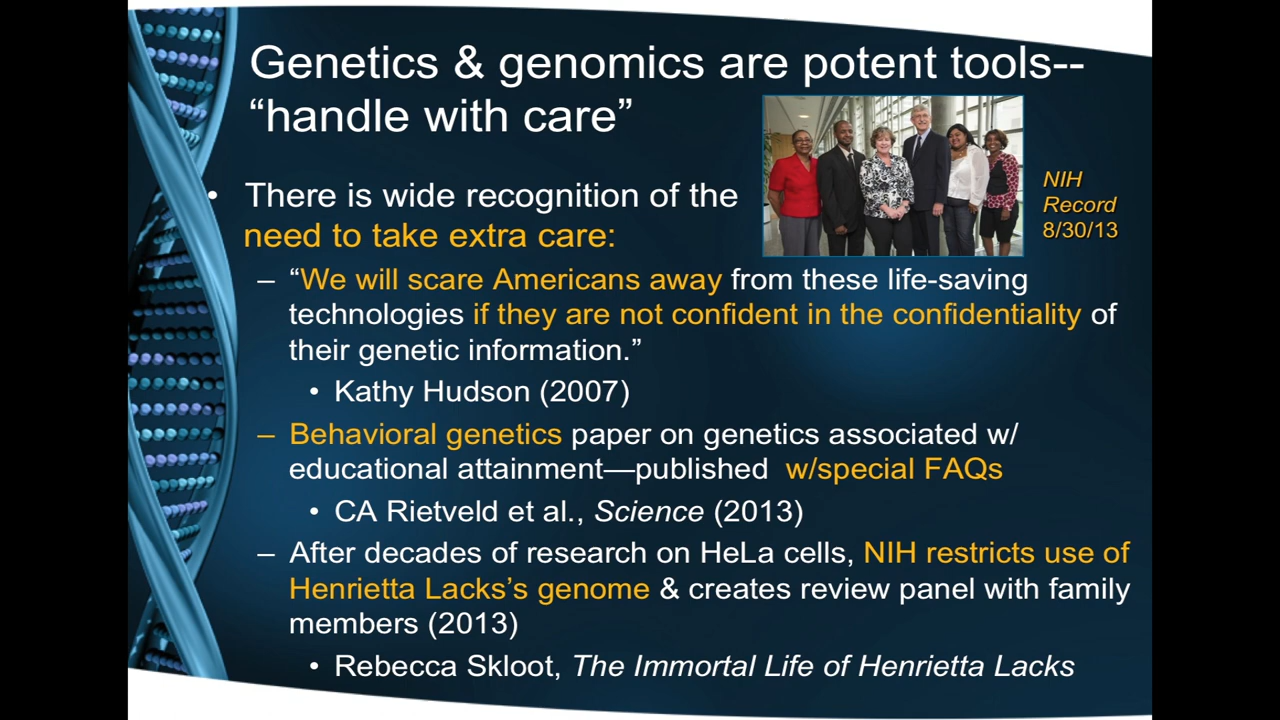 Genetics & genomics are potent tools--
“handle with care”
NIH
Record
8/30/13
• There is wide recognition of the
need to take extra care:
– “We will scare Americans away from these life-saving
technologies if they are not confident in the confidentiality of
their genetic information.”
• Kathy Hudson (2007)
– Behavioral genetics paper on genetics associated w/
educational attainment—published w/special FAQs
• CA Rietveld et al., Science (2013)
– After decades of research on HeLa cells, NIH restricts use of
Henrietta Lacks’s genome & creates review panel with family
members (2013)
• Rebecca Skloot, The Immortal Life of Henrietta Lacks